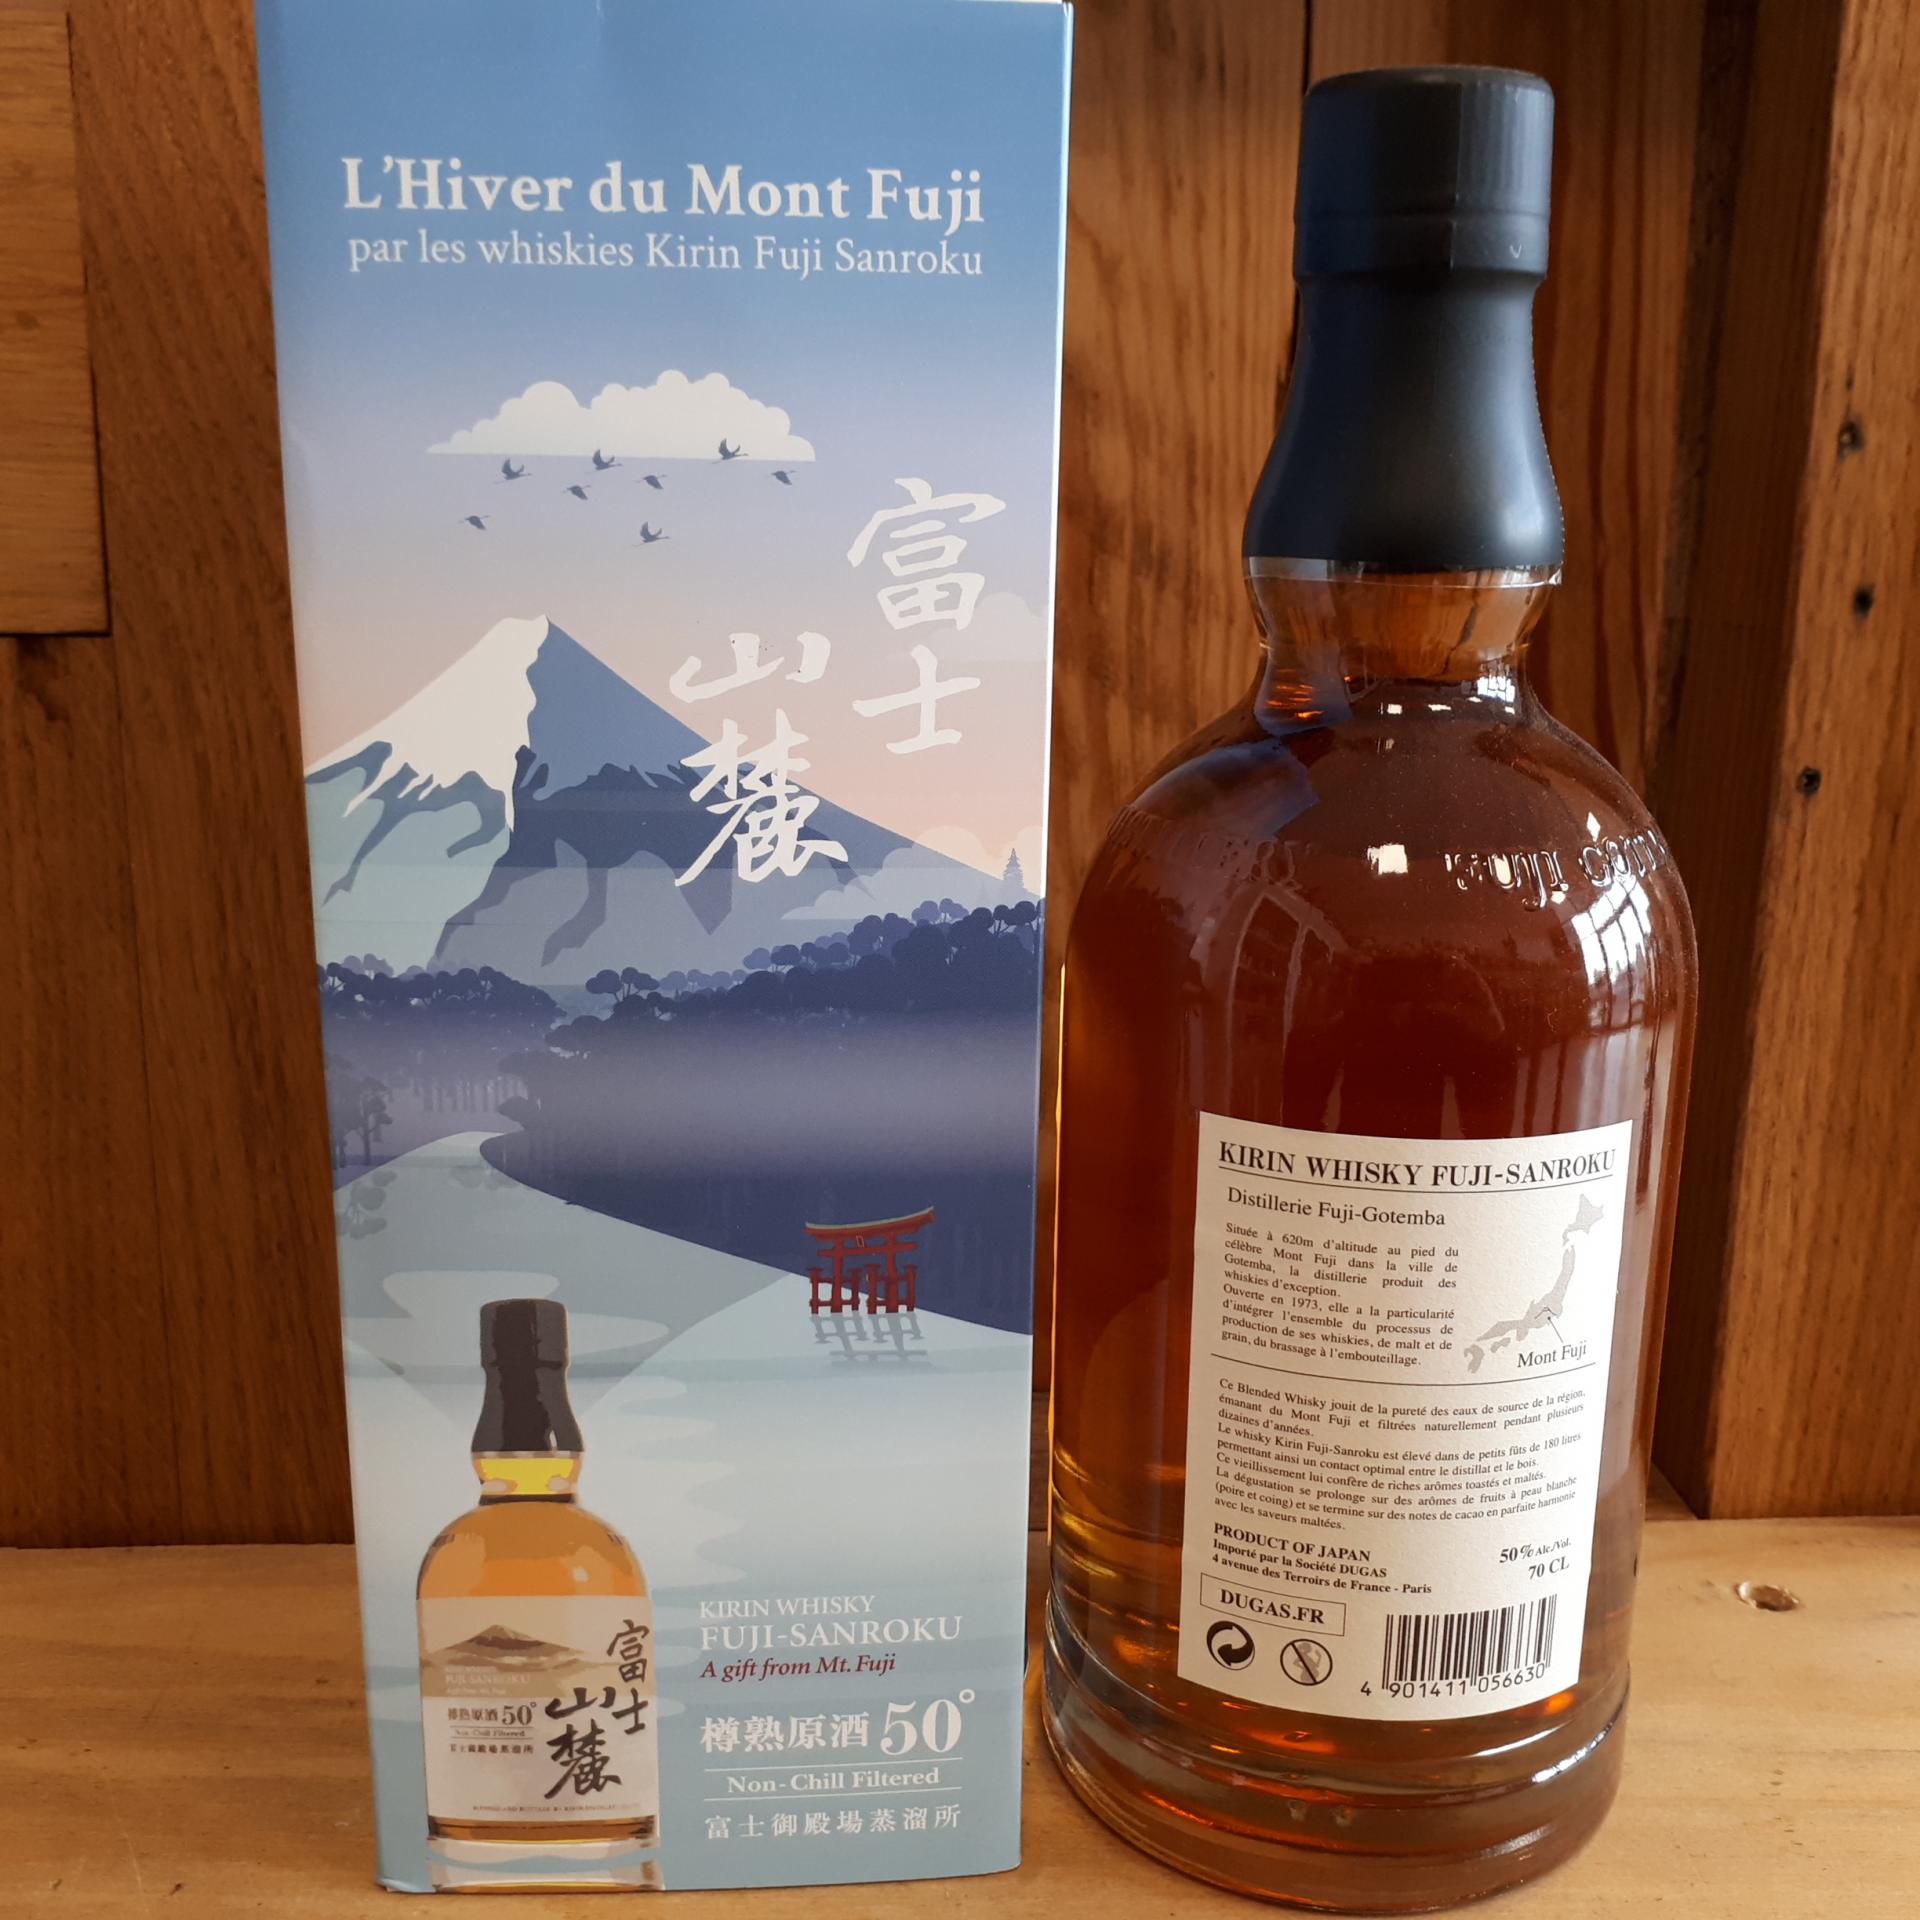 L'Hiver du Mont Fuji
par les whiskies Kirin Fuji Sanroku
富士
山麓
KIRIN WHISKY
FUJI-SANROKU
A gift from Mt. Fuji
樽熟原酒 50°
Non-Chill Filtered
富士御殿場蒸溜所
FUJI-SANROKU
樽熟原酒 50°
Non-Chill Filtered
富士御殿場蒸溜所
富士
山麓
Fuji
KIRIN WHISKY FUJI-SANROKU
Distillerie Fuji-Gotemba
Située à 620m d'altitude au pied du
célèbre Mont Fuji dans la ville de
Gotemba, la distillerie produit des
whiskies d'exception.
Ouverte en 1973, elle a la particularité
d'intégrer l'ensemble du processus de
production de ses whiskies, de malt et de
grain, du brassage à l'embouteillage.
Mont Fuji
Ce Blended Whisky jouit de la pureté des eaux de source de la région,
émanant du Mont Fuji et filtrées naturellement pendant plusieurs
dizaines d'années.
Le whisky Kirin Fuji-Sanroku est élevé dans de petits fûts de 180 litres
permettant ainsi un contact optimal entre le distillat et le bois.
Ce vieillissement lui confère de riches arômes toastés et maltés.
La dégustation se prolonge sur des arômes de fruits à peau blanche
(poire et coing) et se termine sur des notes de cacao en parfaite harmonie
avec les saveurs maltées.
PRODUCT OF JAPAN
Importé par la Société DUGAS
4 avenue des Terroirs de France - Paris
50% Alc./Vol.
70 CL
DUGAS.FR
4 901411 056630